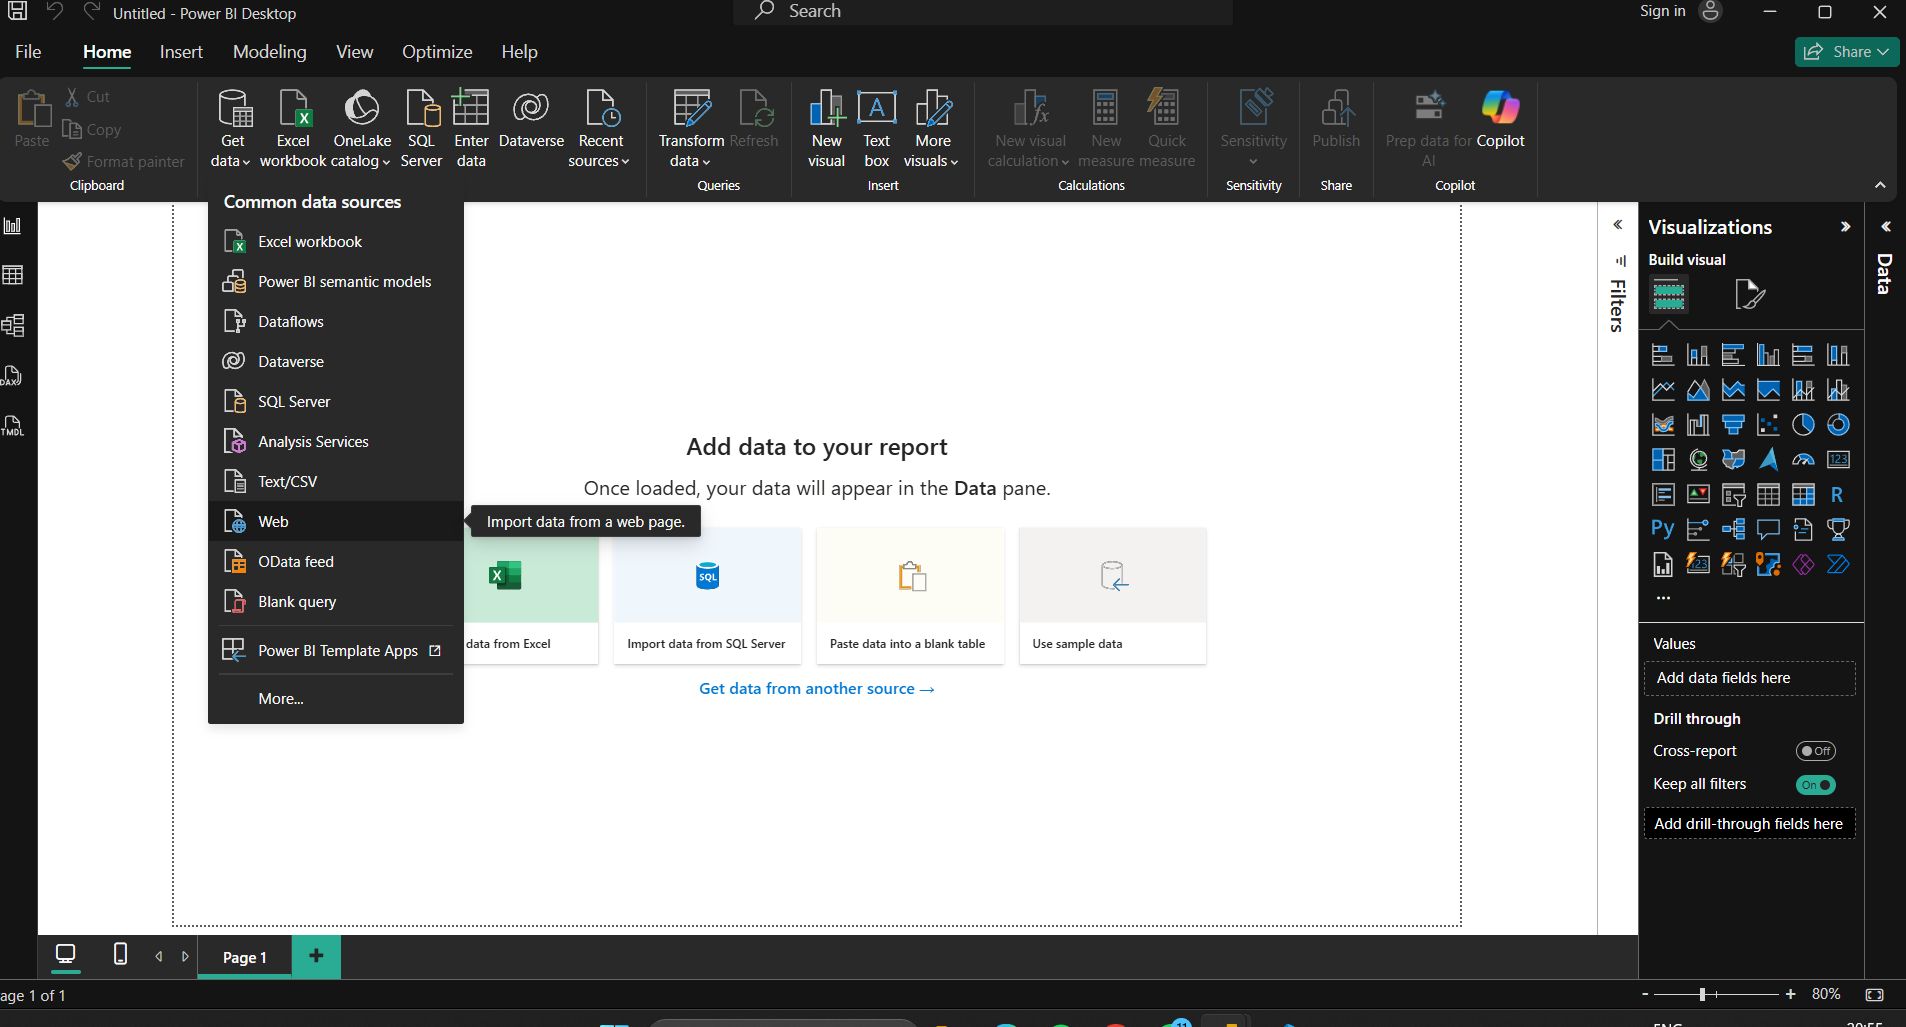 Untitled - Power BI Desktop
Search
Sign in
File
Home
Insert
Modeling
View
Optimize
Help
Share
Paste
Cut
Copy
Format painter
Clipboard
Get data
Excel workbook
OneLake catalog
SQL Server
Enter data
Dataverse
Recent sources
Transform data
Refresh
Queries
New visual
Text box
More visuals
Insert
New visual calculation
New measure
Quick measure
Calculations
Sensitivity
Sensitivity
Publish
Share
Prep data for AI
Copilot
Copilot
Common data sources
Excel workbook
Power BI semantic models
Dataflows
Dataverse
SQL Server
Analysis Services
Text/CSV
Web
Import data from a web page.
OData feed
Blank query
Power BI Template Apps
More...
DAX
TMDL
Add data to your report
Once loaded, your data will appear in the Data pane.
data from Excel
SQL
Import data from SQL Server
Paste data into a blank table
Use sample data
Get data from another source →
Filters
Visualizations
Build visual
123
R
Py
123
...
Values
Add data fields here
Drill through
Cross-report
Off
Keep all filters
On
Add drill-through fields here
Data
Page 1
+
age 1 of 1
- + 80%
11